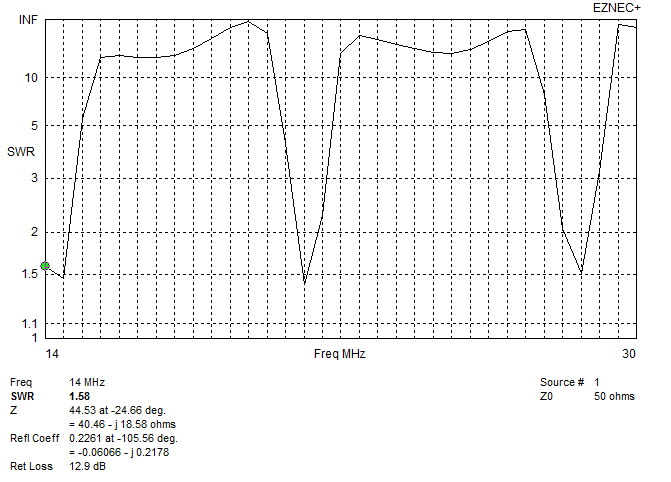 EZNEC+
INF
10
5
SWR
3
2
1.5
1.1
1
14 Freq MHz 30
Freq 14 MHz Source # 1
SWR 1.58 Z0 50 ohms
Z 44.53 at -24.66 deg.
= 40.46 - j 18.58 ohms
Refl Coeff 0.2261 at -105.56 deg.
= -0.06066 - j 0.2178
Ret Loss 12.9 dB